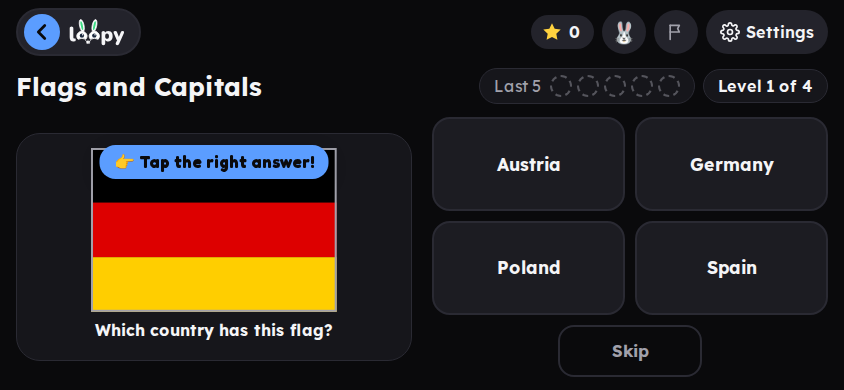 loopy
0
Settings
Flags and Capitals
Last 5
Level 1 of 4
👉 Tap the right answer!
Which country has this flag?
Austria
Germany
Poland
Spain
Skip